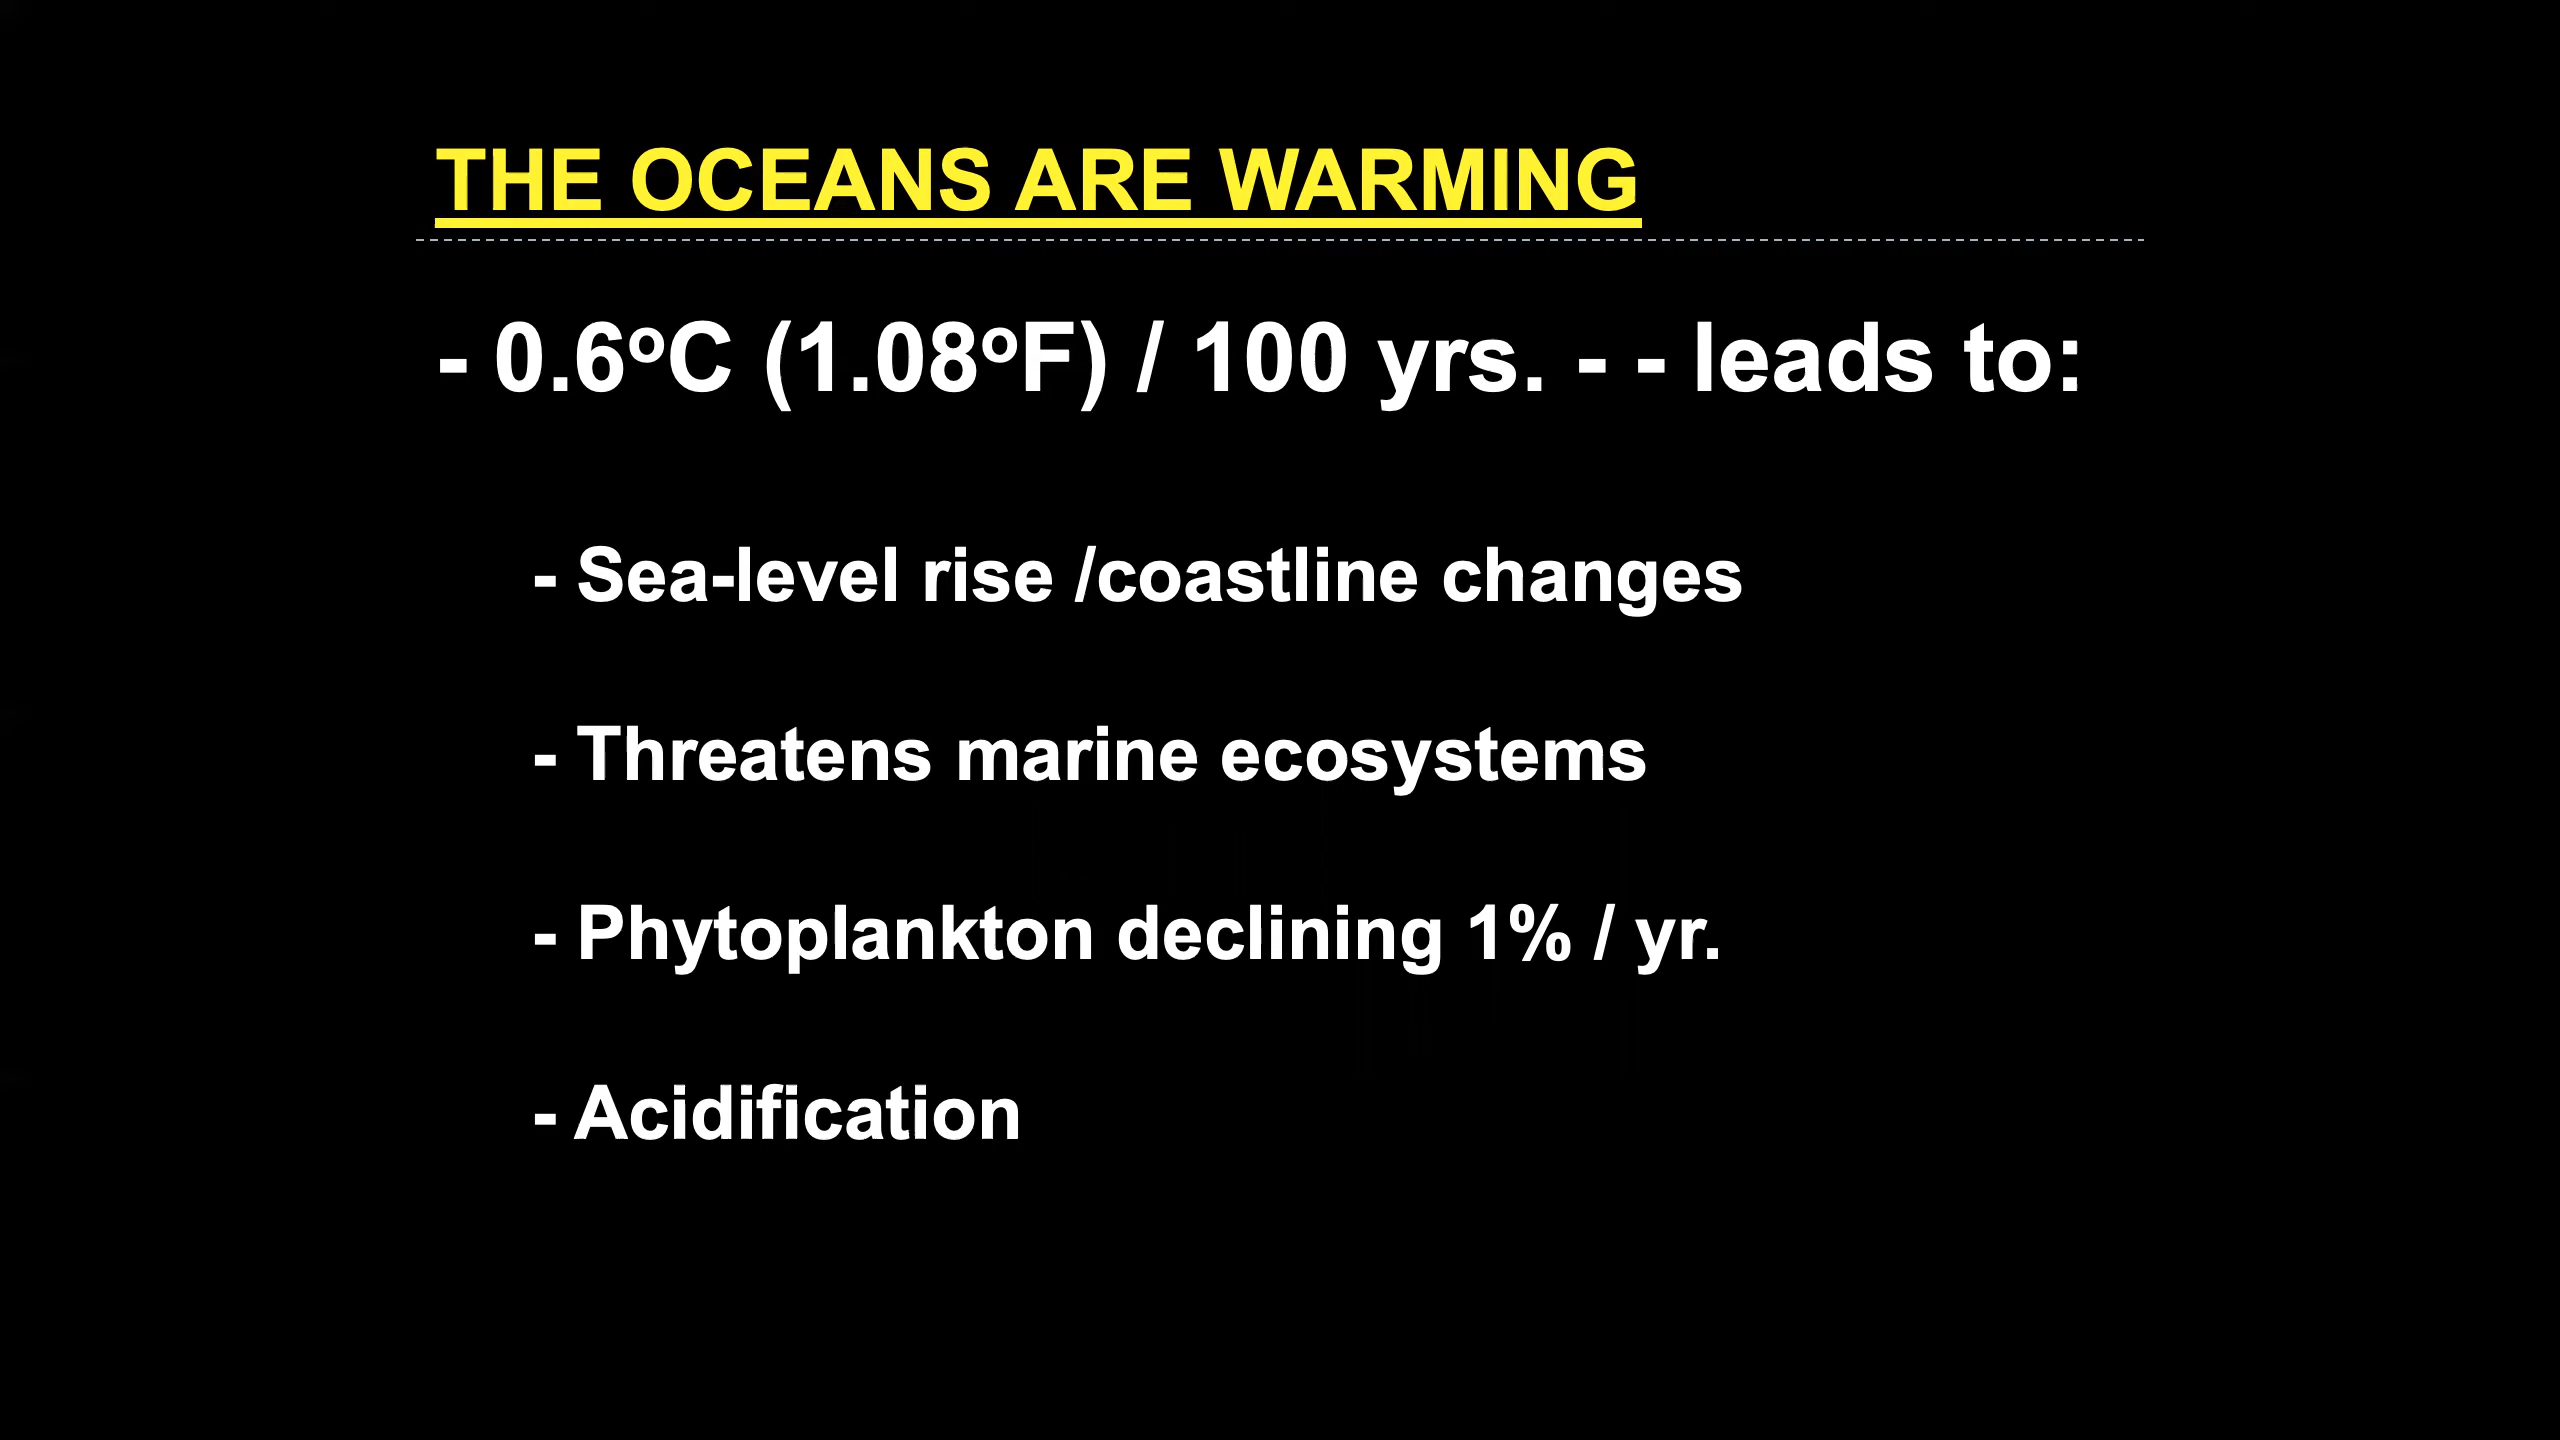 THE OCEANS ARE WARMING
- 0.6ºC (1.08ºF) / 100 yrs. - - leads to:
- Sea-level rise /coastline changes
- Threatens marine ecosystems
- Phytoplankton declining 1% / yr.
- Acidification